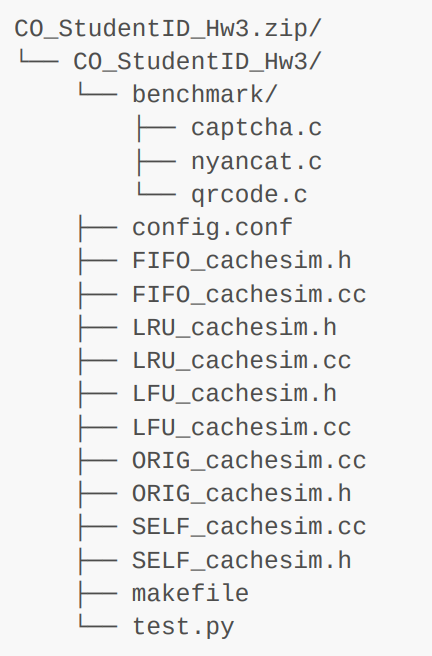 CO_StudentID_Hw3.zip/
└── CO_StudentID_Hw3/
    └── benchmark/
        ├── captcha.c
        ├── nyancat.c
        └── qrcode.c
    ├── config.conf
    ├── FIFO_cachesim.h
    ├── FIFO_cachesim.cc
    ├── LRU_cachesim.h
    ├── LRU_cachesim.cc
    ├── LFU_cachesim.h
    ├── LFU_cachesim.cc
    ├── ORIG_cachesim.cc
    ├── ORIG_cachesim.h
    ├── SELF_cachesim.cc
    ├── SELF_cachesim.h
    ├── makefile
    └── test.py